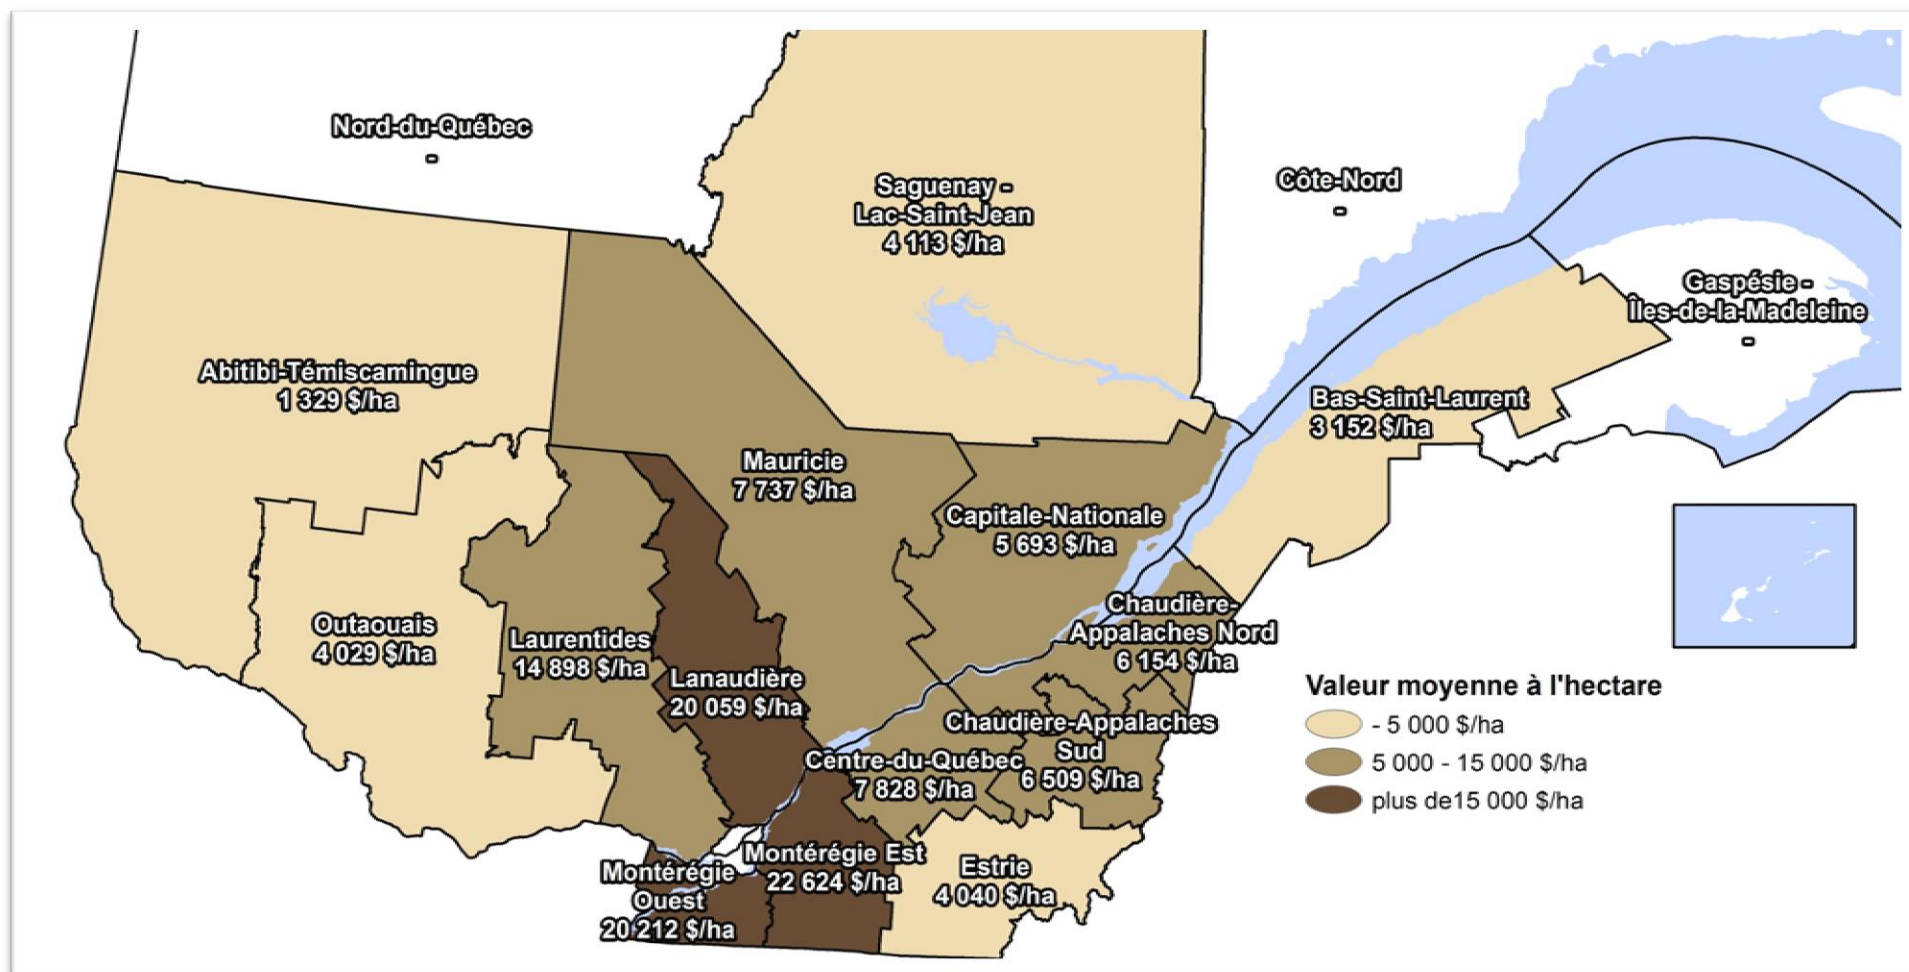 Nord-du-Québec
-
Saguenay -
Lac-Saint-Jean
4 113 $/ha
Côte-Nord
-
Gaspésie -
Îles-de-la-Madeleine
-
Abitibi-Témiscamingue
1 329 $/ha
Bas-Saint-Laurent
3 152 $/ha
Mauricie
7 737 $/ha
Capitale-Nationale
5 693 $/ha
Outaouais
4 029 $/ha
Laurentides
14 898 $/ha
Lanaudière
20 059 $/ha
Chaudière-
Appalaches Nord
6 154 $/ha
Chaudière-Appalaches
Sud
6 509 $/ha
Centre-du-Québec
7 828 $/ha
Montérégie
Ouest
20 212 $/ha
Montérégie Est
22 624 $/ha
Estrie
4 040 $/ha
Valeur moyenne à l'hectare
- 5 000 $/ha
5 000 - 15 000 $/ha
plus de15 000 $/ha